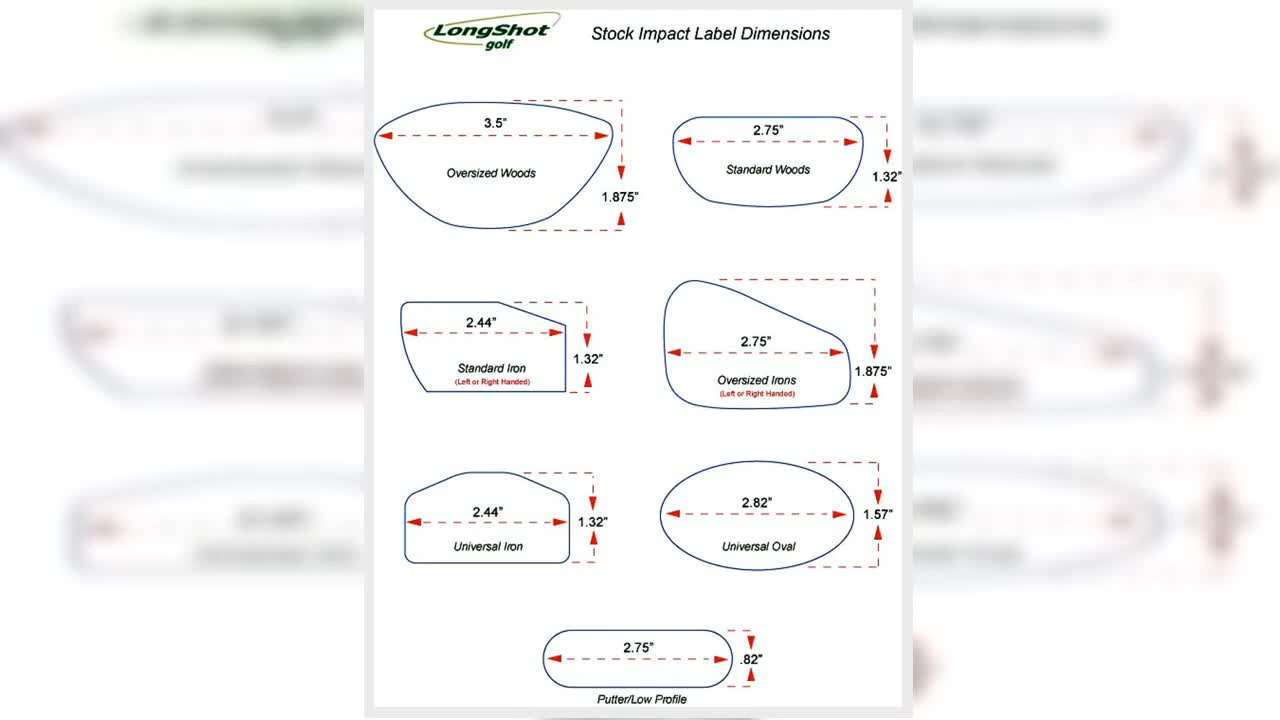 LongShot
golf
Stock Impact Label Dimensions
3.5”
Oversized Woods
1.875”
2.75”
Standard Woods
1.32”
2.44”
Standard Iron
(Left or Right Handed)
1.32”
2.75”
Oversized Irons
(Left or Right Handed)
1.875”
2.44”
Universal Iron
1.32”
2.82”
Universal Oval
1.57”
2.75”
.82”
Putter/Low Profile